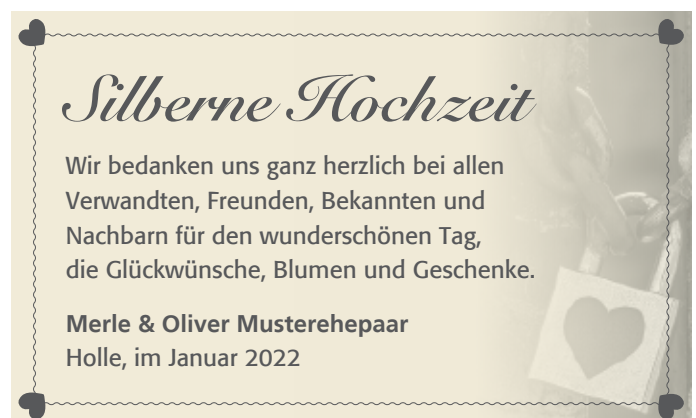 Silberne Hochzeit
Wir bedanken uns ganz herzlich bei allen
Verwandten, Freunden, Bekannten und
Nachbarn für den wunderschönen Tag,
die Glückwünsche, Blumen und Geschenke.
Merle & Oliver Musterehepaar
Holle, im Januar 2022